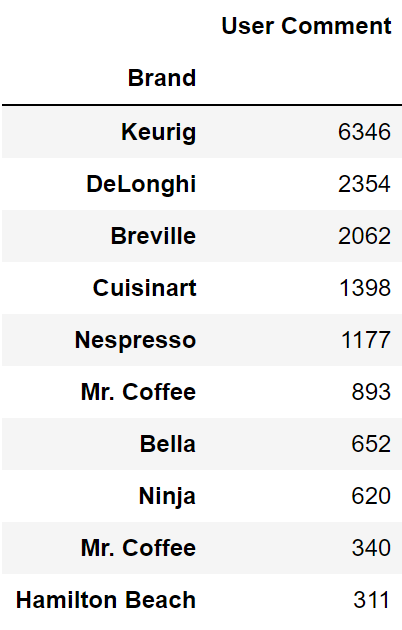 User Comment
Brand
Keurig 6346
DeLonghi 2354
Breville 2062
Cuisinart 1398
Nespresso 1177
Mr. Coffee 893
Bella 652
Ninja 620
Mr. Coffee 340
Hamilton Beach 311